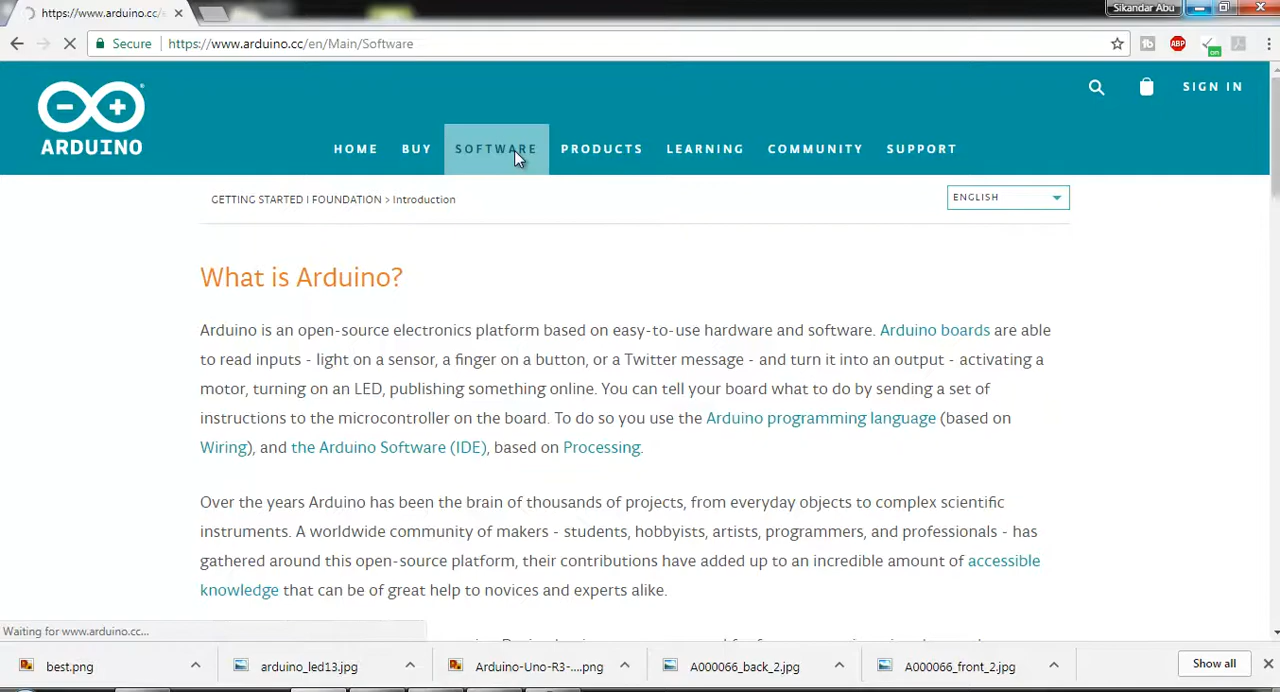 https://www.arduino.cc/
Sikandar Abu
Secure
https://www.arduino.cc/en/Main/Software
ABP
on
SIGN IN
ARDUINO
HOME
BUY
SOFTWARE
PRODUCTS
LEARNING
COMMUNITY
SUPPORT
GETTING STARTED | FOUNDATION > Introduction
ENGLISH
What is Arduino?
Arduino is an open-source electronics platform based on easy-to-use hardware and software. Arduino boards are able
to read inputs - light on a sensor, a finger on a button, or a Twitter message - and turn it into an output - activating a
motor, turning on an LED, publishing something online. You can tell your board what to do by sending a set of
instructions to the microcontroller on the board. To do so you use the Arduino programming language (based on
Wiring), and the Arduino Software (IDE), based on Processing.
Over the years Arduino has been the brain of thousands of projects, from everyday objects to complex scientific
instruments. A worldwide community of makers - students, hobbyists, artists, programmers, and professionals - has
gathered around this open-source platform, their contributions have added up to an incredible amount of accessible
knowledge that can be of great help to novices and experts alike.
Waiting for www.arduino.cc...
best.png
arduino_led13.jpg
Arduino-Uno-R3-....png
A000066_back_2.jpg
A000066_front_2.jpg
Show all